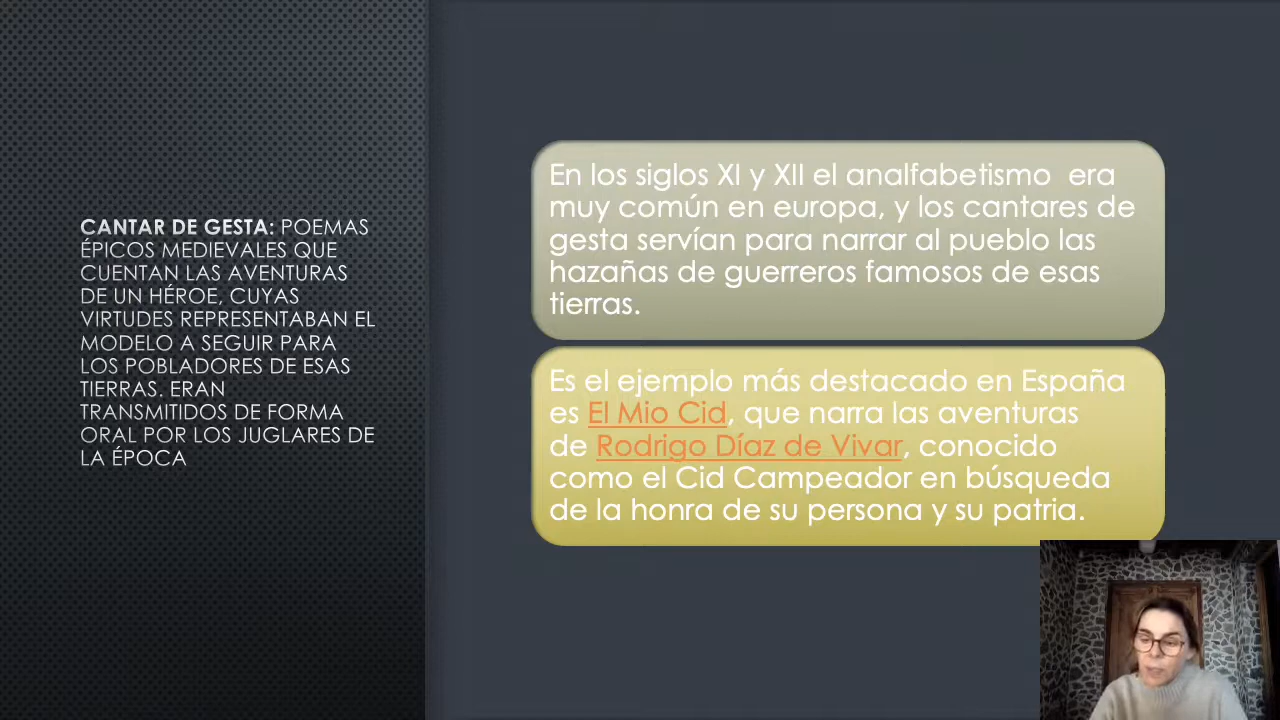 CANTAR DE GESTA: POEMAS
ÉPICOS MEDIEVALES QUE
CUENTAN LAS AVENTURAS
DE UN HÉROE, CUYAS
VIRTUDES REPRESENTABAN EL
MODELO A SEGUIR PARA
LOS POBLADORES DE ESAS
TIERRAS. ERAN
TRANSMITIDOS DE FORMA
ORAL POR LOS JUGLARES DE
LA ÉPOCA
En los siglos XI y XII el analfabetismo era
muy común en europa, y los cantares de
gesta servían para narrar al pueblo las
hazañas de guerreros famosos de esas
tierras.
Es el ejemplo más destacado en España
es El Mio Cid, que narra las aventuras
de Rodrigo Díaz de Vivar, conocido
como el Cid Campeador en búsqueda
de la honra de su persona y su patria.